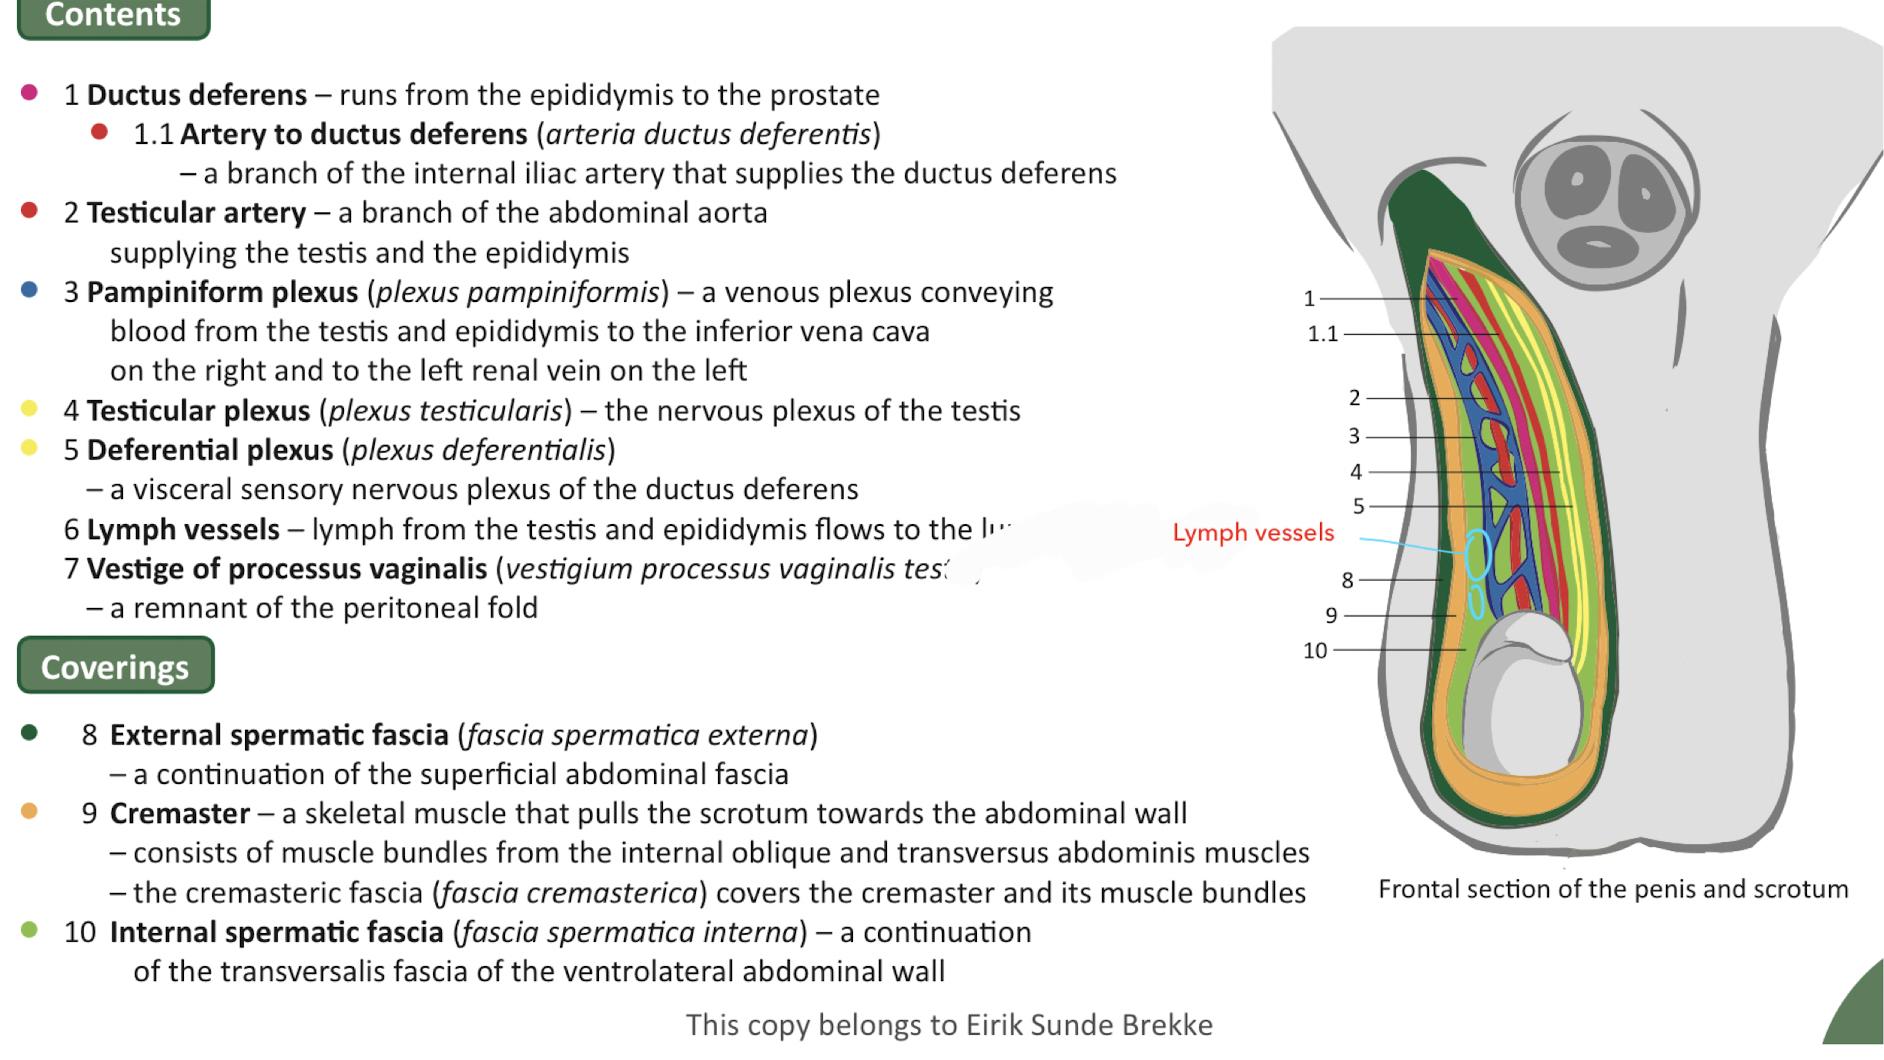 Contents
1 Ductus deferens – runs from the epididymis to the prostate
1.1 Artery to ductus deferens (arteria ductus deferentis)
– a branch of the internal iliac artery that supplies the ductus deferens
2 Testicular artery – a branch of the abdominal aorta
supplying the testis and the epididymis
3 Pampiniform plexus (plexus pampiniformis) – a venous plexus conveying
blood from the testis and epididymis to the inferior vena cava
on the right and to the left renal vein on the left
4 Testicular plexus (plexus testicularis) – the nervous plexus of the testis
5 Deferential plexus (plexus deferentialis)
– a visceral sensory nervous plexus of the ductus deferens
6 Lymph vessels – lymph from the testis and epididymis flows to the
7 Vestige of processus vaginalis (vestigium processus vaginalis
– a remnant of the peritoneal fold
Coverings
8 External spermatic fascia (fascia spermatica externa)
– a continuation of the superficial abdominal fascia
9 Cremaster – a skeletal muscle that pulls the scrotum towards the abdominal wall
– consists of muscle bundles from the internal oblique and transversus abdominis muscles
– the cremasteric fascia (fascia cremasterica) covers the cremaster and its muscle bundles
10 Internal spermatic fascia (fascia spermatica interna) – a continuation
of the transversalis fascia of the ventrolateral abdominal wall
1
1.1
2
3
4
5
Lymph vessels
8
9
10
Frontal section of the penis and scrotum
This copy belongs to Eirik Sunde Brekke